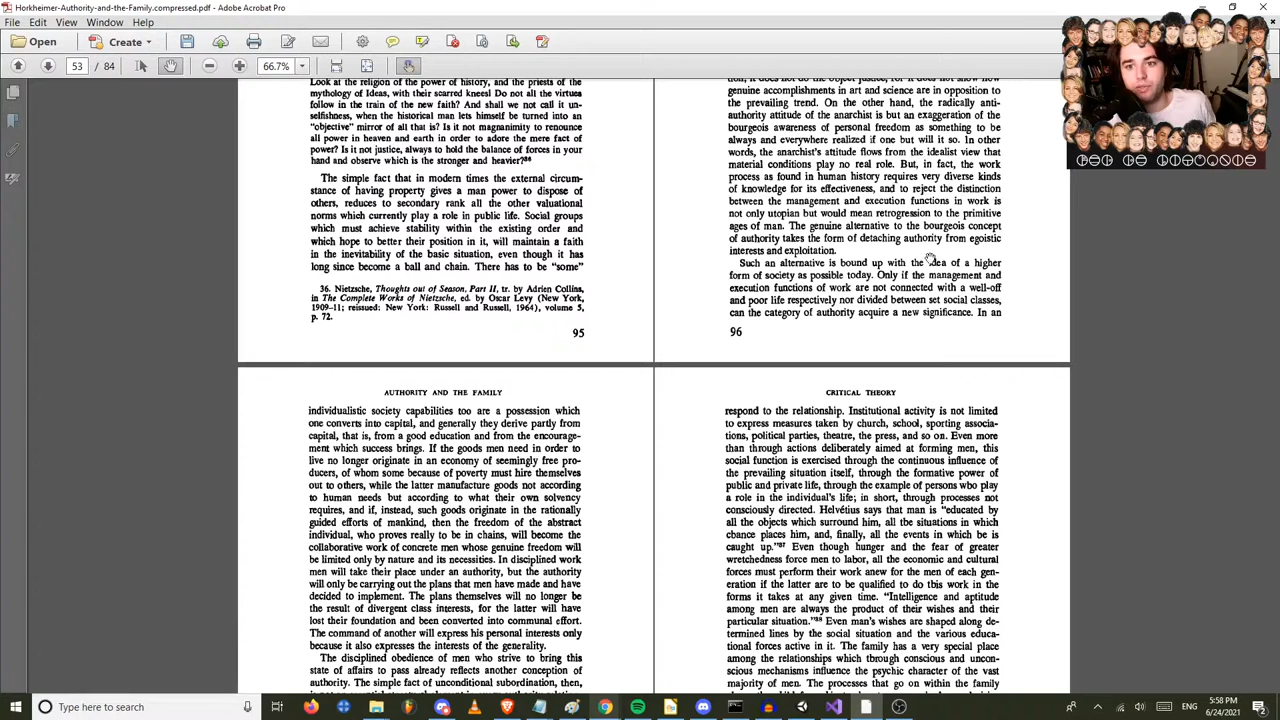 Horkheimer-Authority-and-the-Family.compressed.pdf - Adobe Acrobat Pro
File Edit View Window Help
Open Create
53 / 84 66.7%
Look at the religion of the power of history, and the priests of the
mythology of Ideas, with their scarred kneel Do not all the virtues
follow in the train of the new faith? And shall we not call it un-
selfishness, when the historical man lets himself be turned into an
"objective" mirror of all that is? Is it not magnanimity to renounce
all power in heaven and earth in order to adore the mere fact of
power? Is it not justice, always to hold the balance of forces in your
hand and observe which is the stronger and heavier?36
The simple fact that in modern times the external circum-
stance of having property gives a man power to dispose of
others, reduces to secondary rank all the other valuational
norms which currently play a role in public life. Social groups
which must achieve stability within the existing order and
which hope to better their position in it, will maintain a faith
in the inevitability of the basic situation, even though it has
long since become a ball and chain. There has to be "some"
36. Nietzsche, Thoughts out of Season, Part II, tr. by Adrien Collins,
in The Complete Works of Nietzsche, ed. by Oscar Levy (New York,
1909-11; reissued: New York: Russell and Russell, 1964), volume 5,
p. 72.
95
tion, it does not do the object justice, for it does not show how
genuine accomplishments in art and science are in opposition to
the prevailing trend. On the other hand, the radically anti-
authority attitude of the anarchist is but an exaggeration of the
bourgeois awareness of personal freedom as something to be
always and everywhere realized if one but will it so. In other
words, the anarchist's attitude flows from the idealist view that
material conditions play no real role. But, in fact, the work
process as found in human history requires very diverse kinds
of knowledge for its effectiveness, and to reject the distinction
between the management and execution functions in work is
not only utopian but would mean retrogression to the primitive
ages of man. The genuine alternative to the bourgeois concept
of authority takes the form of detaching authority from egoistic
interests and exploitation.
Such an alternative is bound up with the idea of a higher
form of society as possible today. Only if the management and
execution functions of work are not connected with a well-off
and poor life respectively nor divided between set social classes,
can the category of authority acquire a new significance. In an
96
AUTHORITY AND THE FAMILY
individualistic society capabilities too are a possession which
one converts into capital, and generally they derive partly from
capital, that is, from a good education and from the encourage-
ment which success brings. If the goods men need in order to
live no longer originate in an economy of seemingly free pro-
ducers, of whom some because of poverty must hire themselves
out to others, while the latter manufacture goods not according
to human needs but according to what their own solvency
requires, and if, instead, such goods originate in the rationally
guided efforts of mankind, then the freedom of the abstract
individual, who proves really to be in chains, will become the
collaborative work of concrete men whose genuine freedom will
be limited only by nature and its necessities. In disciplined work
men will take their place under an authority, but the authority
will only be carrying out the plans that men have made and have
decided to implement. The plans themselves will no longer be
the result of divergent class interests, for the latter will have
lost their foundation and been converted into communal effort.
The command of another will express his personal interests only
because it also expresses the interests of the generality.
The disciplined obedience of men who strive to bring this
state of affairs to pass already reflects another conception of
authority. The simple fact of unconditional subordination, then,
CRITICAL THEORY
respond to the relationship. Institutional activity is not limited
to express measures taken by church, school, sporting associa-
tions, political parties, theatre, the press, and so on. Even more
than through actions deliberately aimed at forming men, this
social function is exercised through the continuous influence of
the prevailing situation itself, through the formative power of
public and private life, through the example of persons who play
a role in the individual's life; in short, through processes not
consciously directed. Helvétius says that man is "educated by
all the objects which surround him, all the situations in which
chance places him, and, finally, all the events in which he is
caught up."37 Even though hunger and the fear of greater
wretchedness force men to labor, all the economic and cultural
forces must perform their work anew for the men of each gen-
eration if the latter are to be qualified to do this work in the
forms it takes at any given time. "Intelligence and aptitude
among men are always the product of their wishes and their
particular situation."38 Even man's wishes are shaped along de-
termined lines by the social situation and the various educa-
tional forces active in it. The family has a very special place
among the relationships which through conscious and uncon-
scious mechanisms influence the psychic character of the vast
majority of men. The processes that go on within the family
Type here to search
5:58 PM
6/24/2021